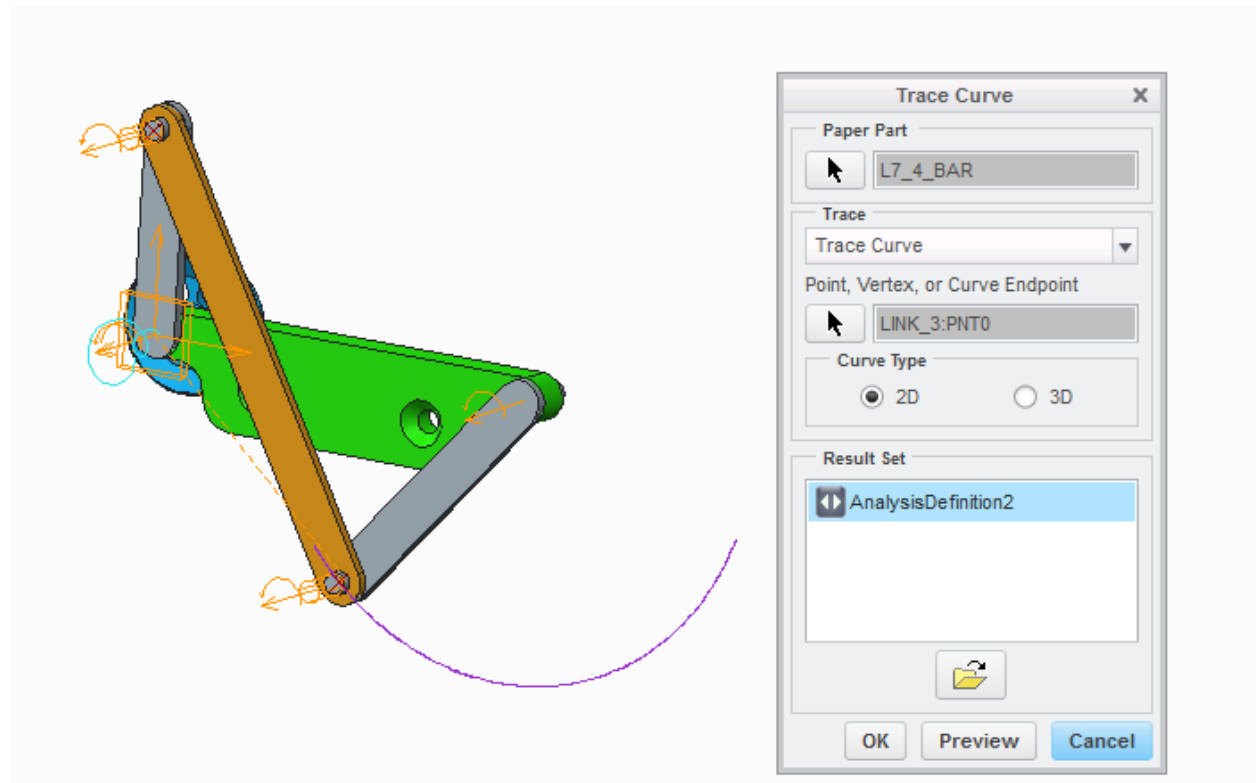 Trace Curve
Paper Part
L7_4_BAR
Trace
Trace Curve
Point, Vertex, or Curve Endpoint
LINK_3:PNT0
Curve Type
2D 3D
Result Set
AnalysisDefinition2
OK Preview Cancel